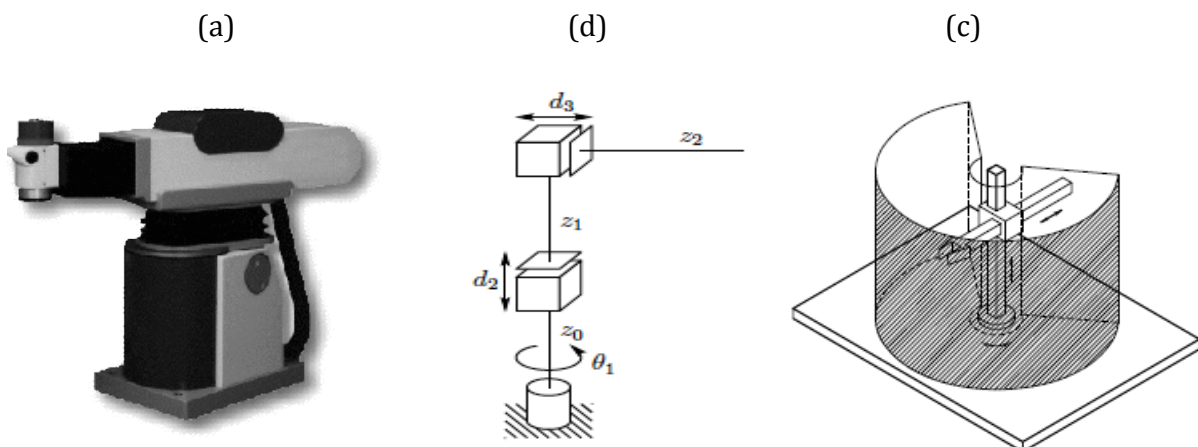 (a) (d) (c)
d₃
z₂
z₁
d₂
z₀
θ₁